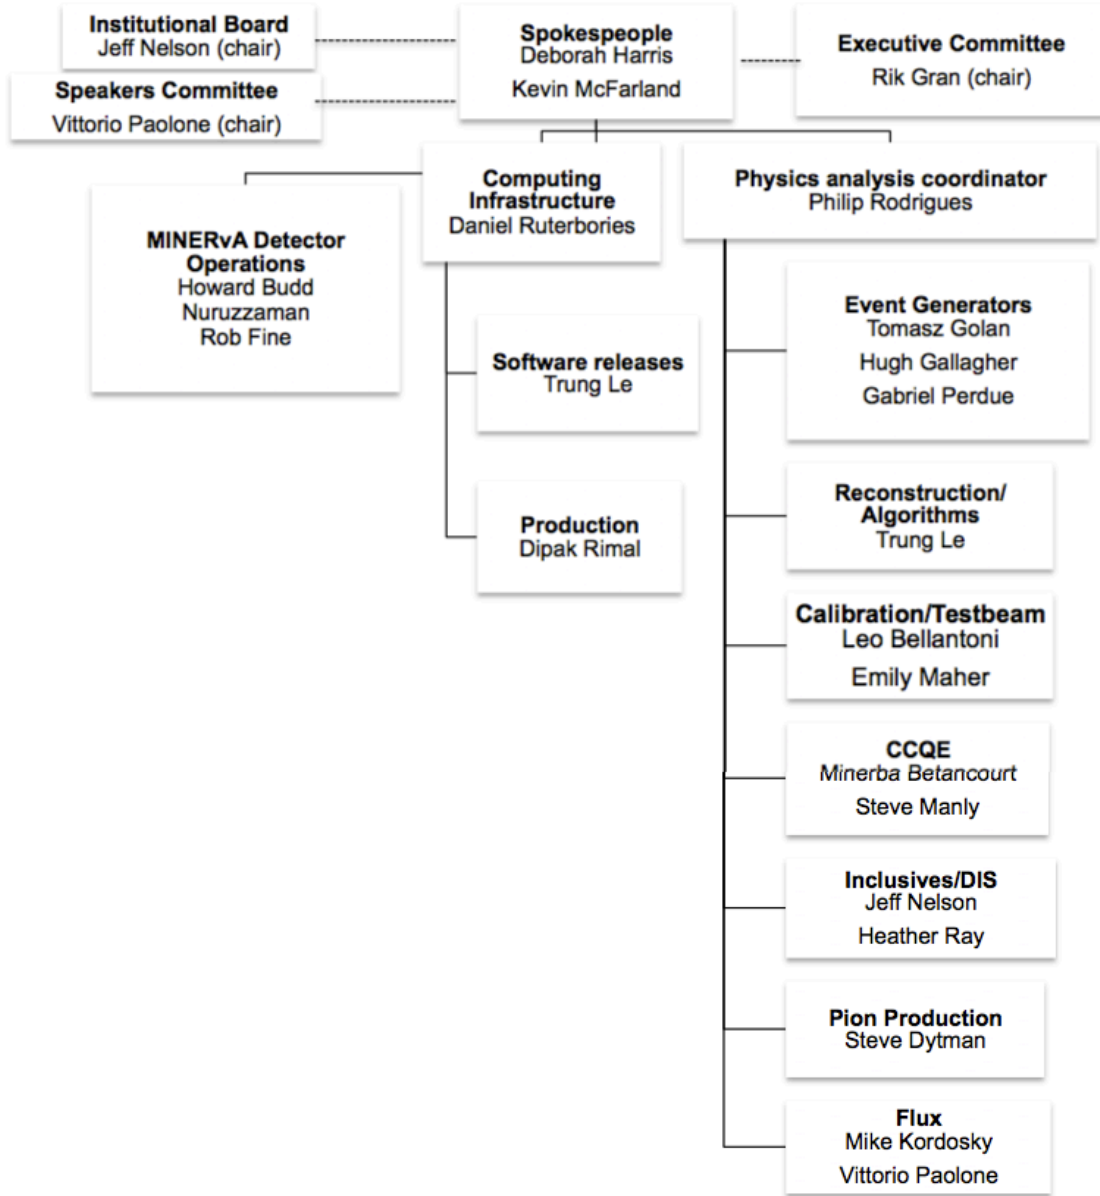 Institutional Board
Jeff Nelson (chair)
Speakers Committee
Vittorio Paolone (chair)
Spokespeople
Deborah Harris
Kevin McFarland
Executive Committee
Rik Gran (chair)
MINERvA Detector
Operations
Howard Budd
Nuruzzaman
Rob Fine
Computing
Infrastructure
Daniel Ruterbories
Software releases
Trung Le
Production
Dipak Rimal
Physics analysis coordinator
Philip Rodrigues
Event Generators
Tomasz Golan
Hugh Gallagher
Gabriel Perdue
Reconstruction/
Algorithms
Trung Le
Calibration/Testbeam
Leo Bellantoni
Emily Maher
CCQE
Minerba Betancourt
Steve Manly
Inclusives/DIS
Jeff Nelson
Heather Ray
Pion Production
Steve Dytman
Flux
Mike Kordosky
Vittorio Paolone